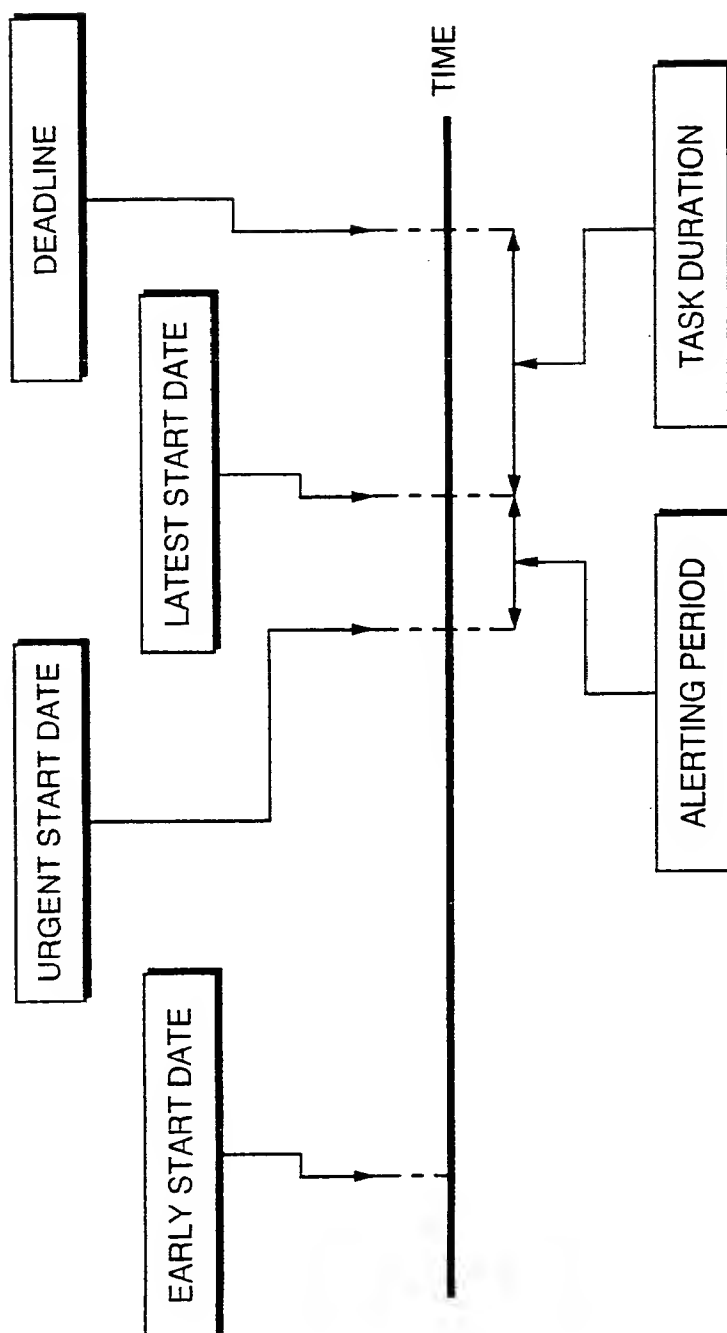 DEADLINE
LATEST START DATE
URGENT START DATE
EARLY START DATE
TIME
TASK DURATION
ALERTING PERIOD